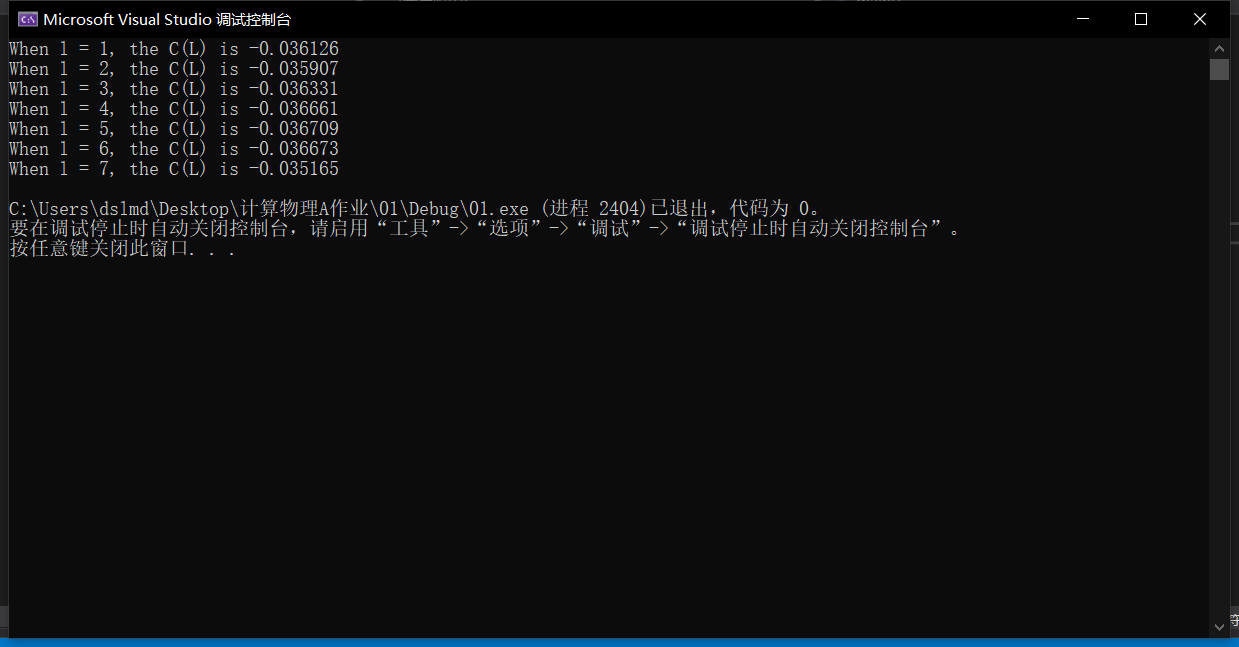 Microsoft Visual Studio 调试控制台
When l = 1, the C(L) is -0.036126
When l = 2, the C(L) is -0.035907
When l = 3, the C(L) is -0.036331
When l = 4, the C(L) is -0.036661
When l = 5, the C(L) is -0.036709
When l = 6, the C(L) is -0.036673
When l = 7, the C(L) is -0.035165
C:\Users\dslmd\Desktop\计算物理A作业\01\Debug\01.exe (进程 2404)已退出，代码为 0。
要在调试停止时自动关闭控制台，请启用“工具”->“选项”->“调试”->“调试停止时自动关闭控制台”。
按任意键关闭此窗口. . .